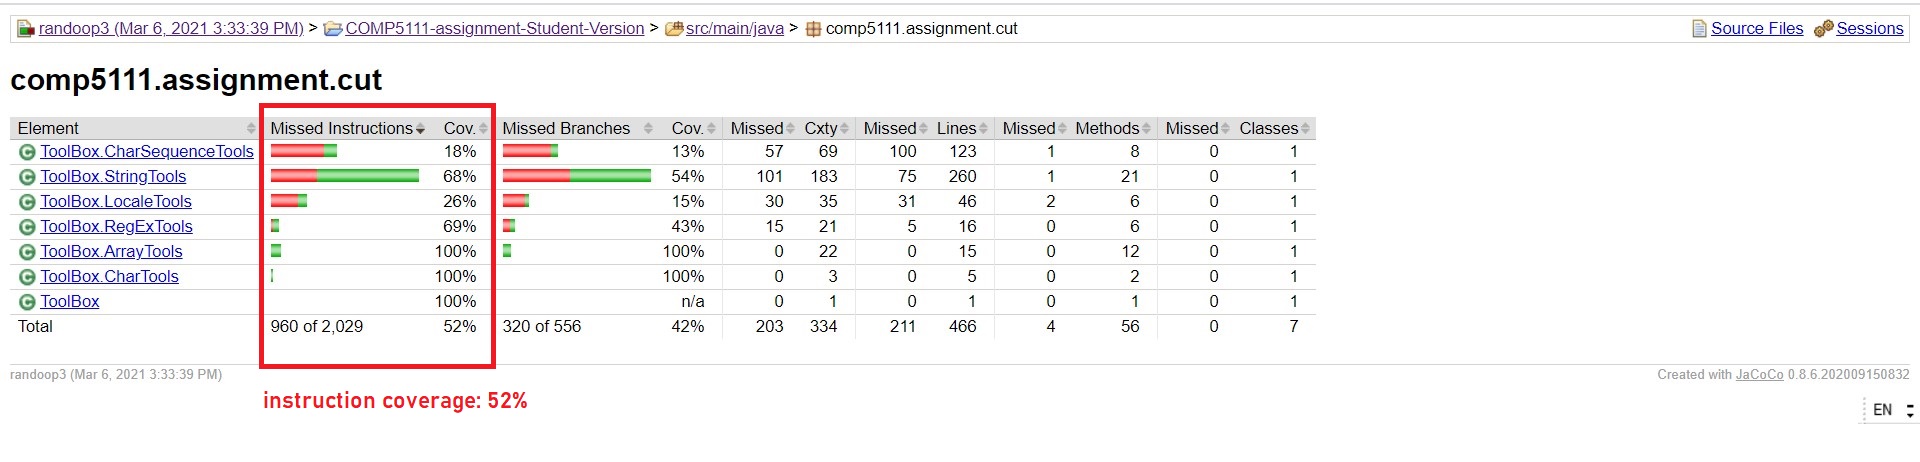 randoop3 (Mar 6, 2021 3:33:39 PM) > COMP5111-assignment-Student-Version > src/main/java > comp5111.assignment.cut Source Files Sessions
comp5111.assignment.cut
Element Missed Instructions Cov. Missed Branches Cov. Missed Cxty Missed Lines Missed Methods Missed Classes
ToolBox.CharSequenceTools 18% 13% 57 69 100 123 1 8 0 1
ToolBox.StringTools 68% 54% 101 183 75 260 1 21 0 1
ToolBox.LocaleTools 26% 15% 30 35 31 46 2 6 0 1
ToolBox.RegExTools 69% 43% 15 21 5 16 0 6 0 1
ToolBox.ArrayTools 100% 100% 0 22 0 15 0 12 0 1
ToolBox.CharTools 100% 100% 0 3 0 5 0 2 0 1
ToolBox 100% n/a 0 1 0 1 0 1 0 1
Total 960 of 2,029 52% 320 of 556 42% 203 334 211 466 4 56 0 7
randoop3 (Mar 6, 2021 3:33:39 PM) Created with JaCoCo 0.8.6.202009150832
instruction coverage: 52%
EN